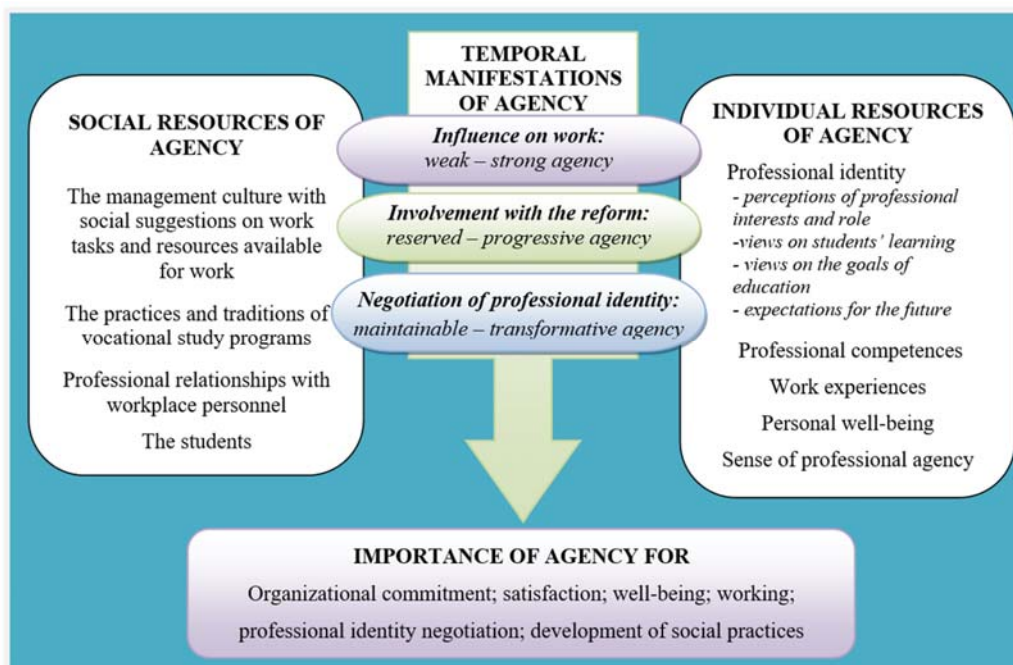 TEMPORAL
MANIFESTATIONS
OF AGENCY
SOCIAL RESOURCES OF
AGENCY
The management culture with
social suggestions on work
tasks and resources available
for work
The practices and traditions of
vocational study programs
Professional relationships with
workplace personnel
The students
Influence on work:
weak – strong agency
Involvement with the reform:
reserved – progressive agency
Negotiation of professional identity:
maintainable – transformative agency
INDIVIDUAL RESOURCES
OF AGENCY
Professional identity
- perceptions of professional
interests and role
-views on students’ learning
- views on the goals of
education
- expectations for the future
Professional competences
Work experiences
Personal well-being
Sense of professional agency
IMPORTANCE OF AGENCY FOR
Organizational commitment; satisfaction; well-being; working;
professional identity negotiation; development of social practices